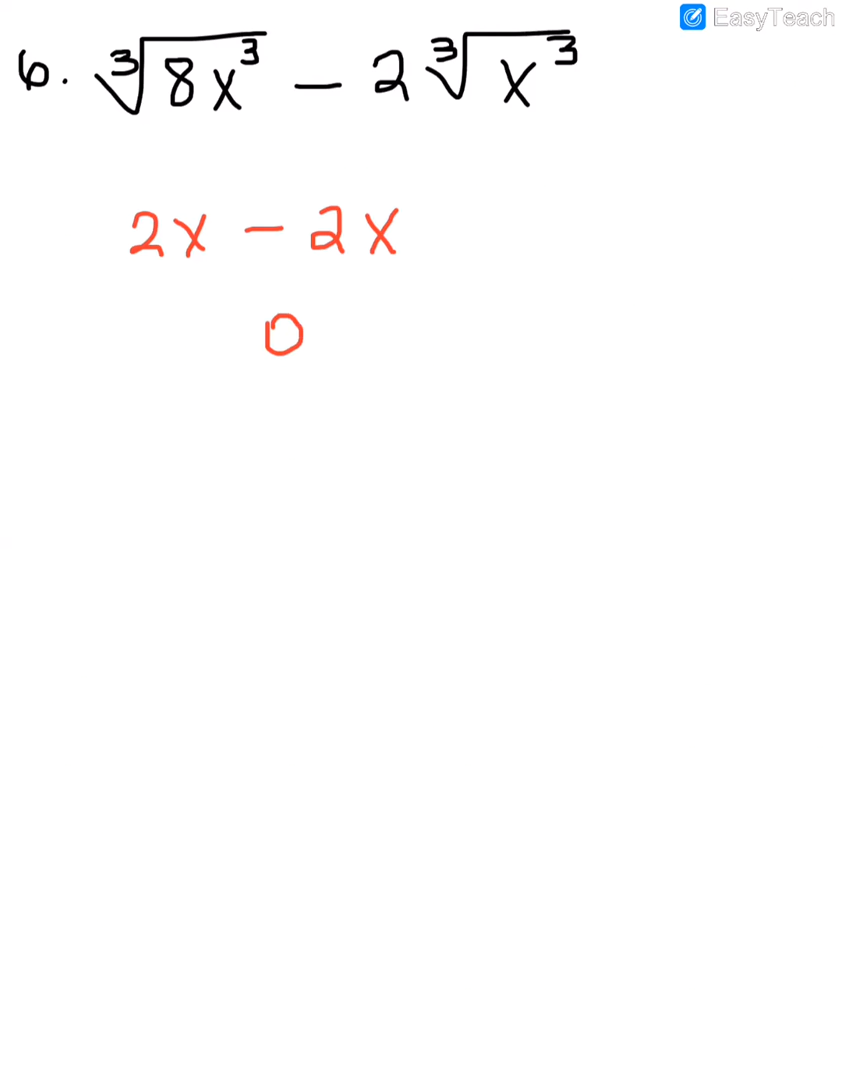 EasyTeach
6. ∛(8x³) − 2∛(x³)
2x − 2x
0